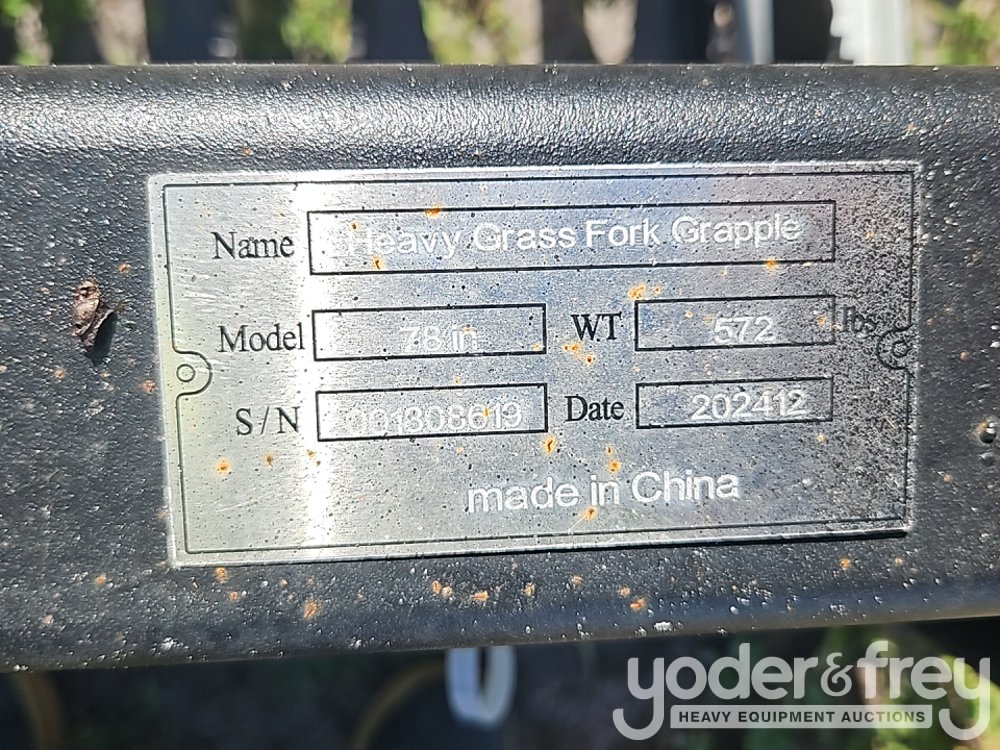 Name Heavy Grass Fork Grapple
Model 78 in WT 572 lbs
S/N 001808619 Date 202412
made in China
yoder&frey
HEAVY EQUIPMENT AUCTIONS